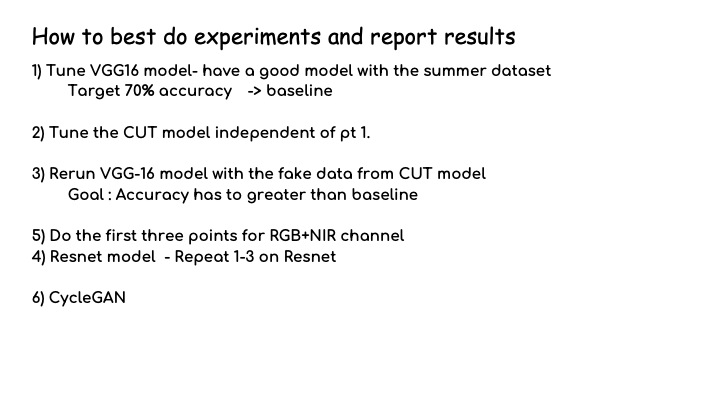 How to best do experiments and report results
1) Tune VGG16 model- have a good model with the summer dataset
Target 70% accuracy -> baseline
2) Tune the CUT model independent of pt 1.
3) Rerun VGG-16 model with the fake data from CUT model
Goal : Accuracy has to greater than baseline
5) Do the first three points for RGB+NIR channel
4) Resnet model - Repeat 1-3 on Resnet
6) CycleGAN